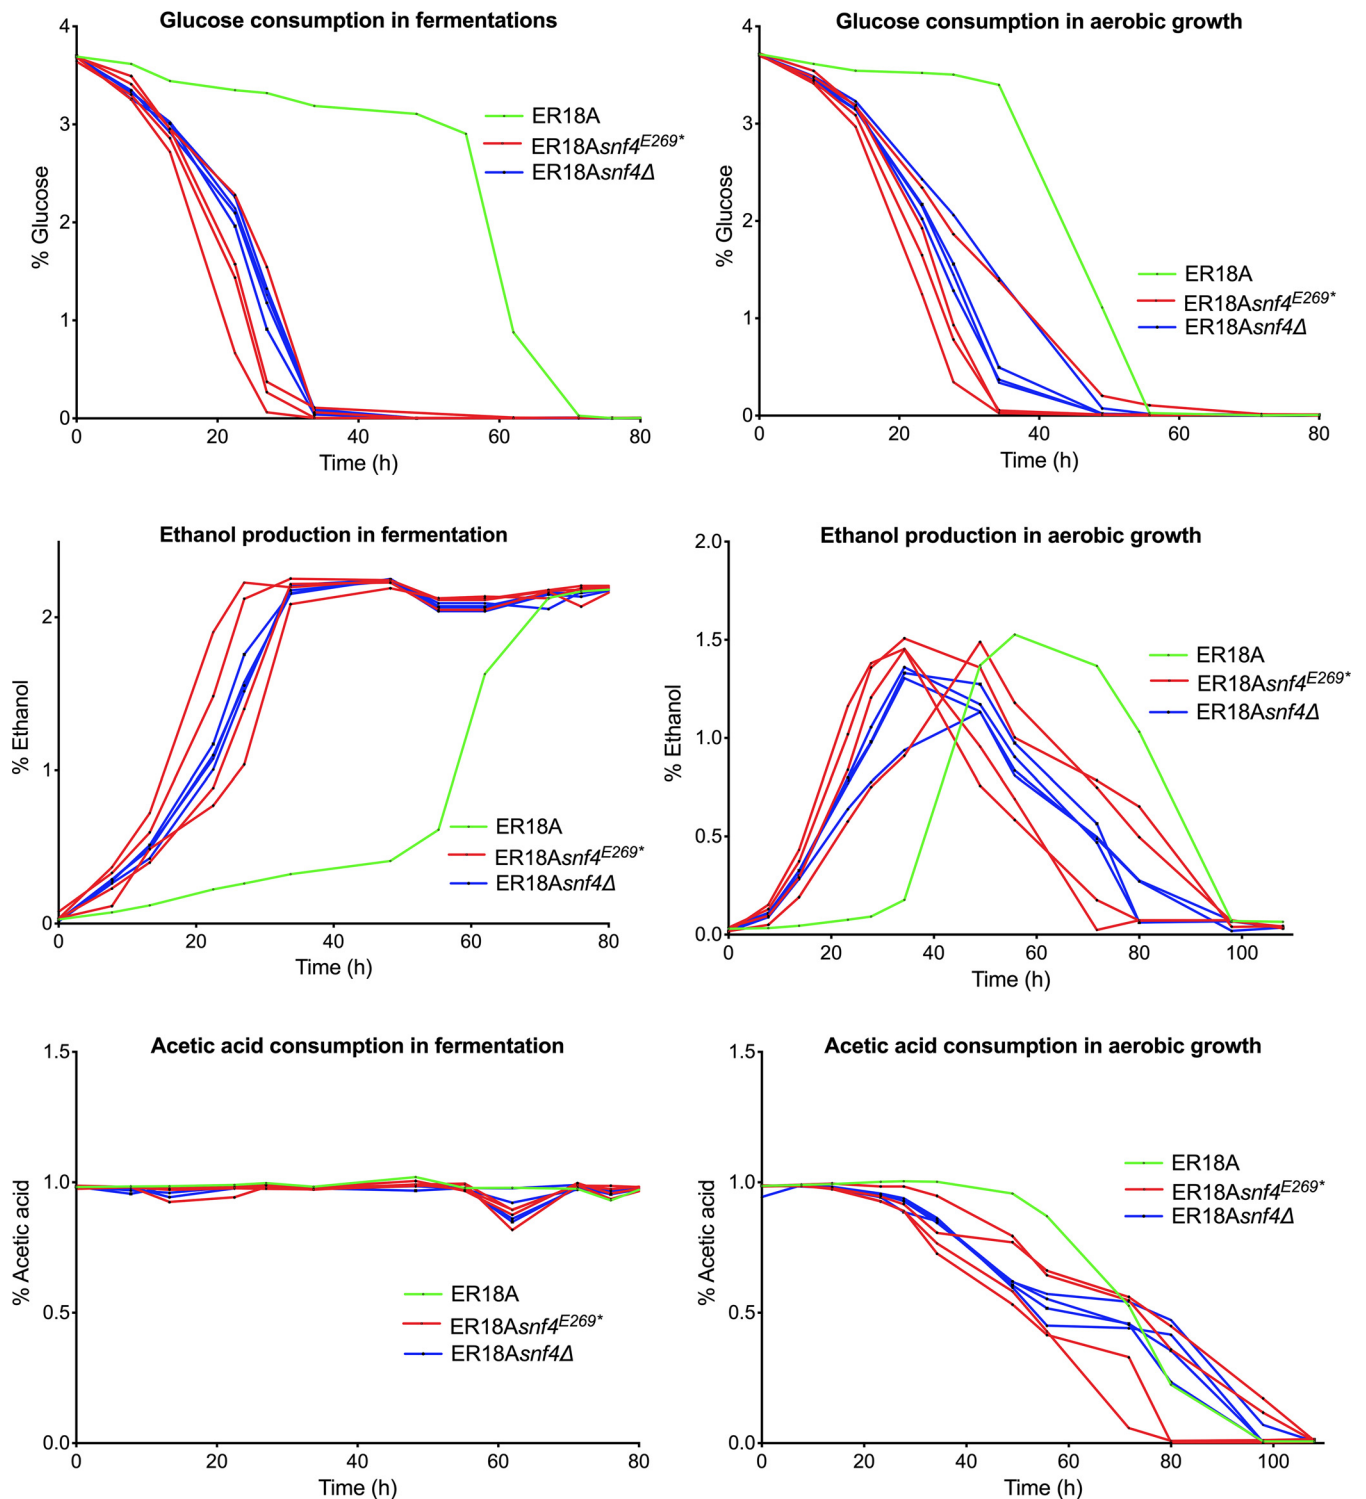 Glucose consumption in fermentations
4
3
2
1
0
% Glucose
ER18A
ER18Asnf4E269*
ER18Asnf4Δ
0 20 40 60 80
Time (h)
Glucose consumption in aerobic growth
4
3
2
1
0
% Glucose
ER18A
ER18Asnf4E269*
ER18Asnf4Δ
0 20 40 60 80
Time (h)
Ethanol production in fermentation
2
1
0
% Ethanol
ER18A
ER18Asnf4E269*
ER18Asnf4Δ
0 20 40 60 80
Time (h)
Ethanol production in aerobic growth
2.0
1.5
1.0
0.5
0.0
% Ethanol
ER18A
ER18Asnf4E269*
ER18Asnf4Δ
0 20 40 60 80 100
Time (h)
Acetic acid consumption in fermentation
1.5
1.0
0.5
0.0
% Acetic acid
ER18A
ER18Asnf4E269*
ER18Asnf4Δ
0 20 40 60 80
Time (h)
Acetic acid consumption in aerobic growth
1.5
1.0
0.5
0.0
% Acetic acid
ER18A
ER18Asnf4E269*
ER18Asnf4Δ
0 20 40 60 80 100
Time (h)